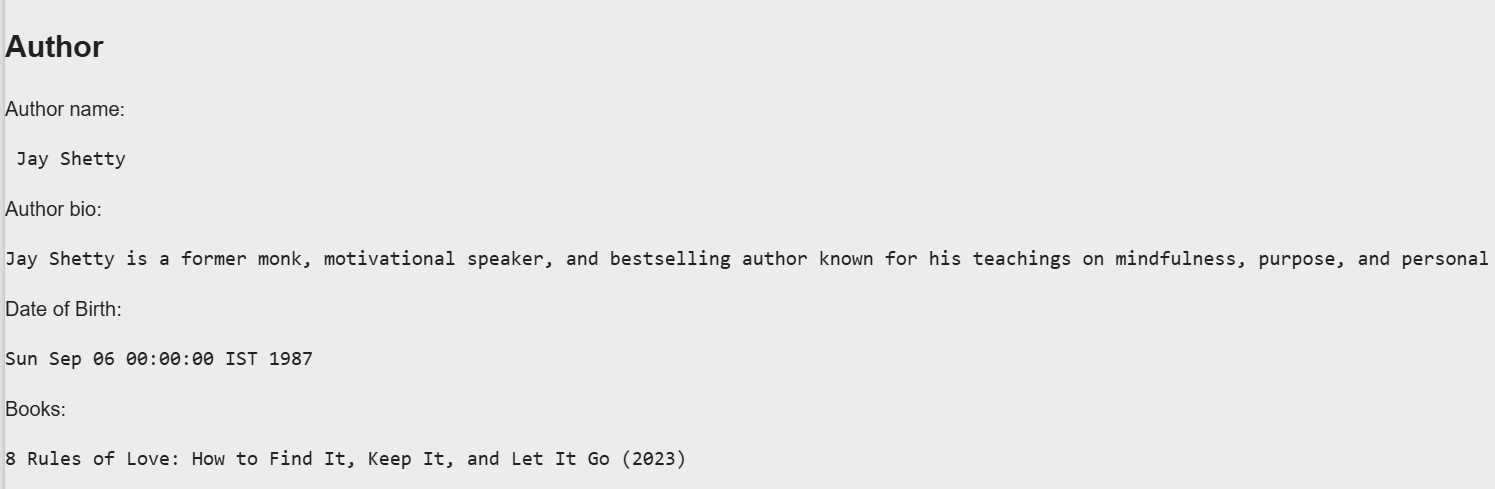 Author
Author name:
Jay Shetty
Author bio:
Jay Shetty is a former monk, motivational speaker, and bestselling author known for his teachings on mindfulness, purpose, and personal
Date of Birth:
Sun Sep 06 00:00:00 IST 1987
Books:
8 Rules of Love: How to Find It, Keep It, and Let It Go (2023)